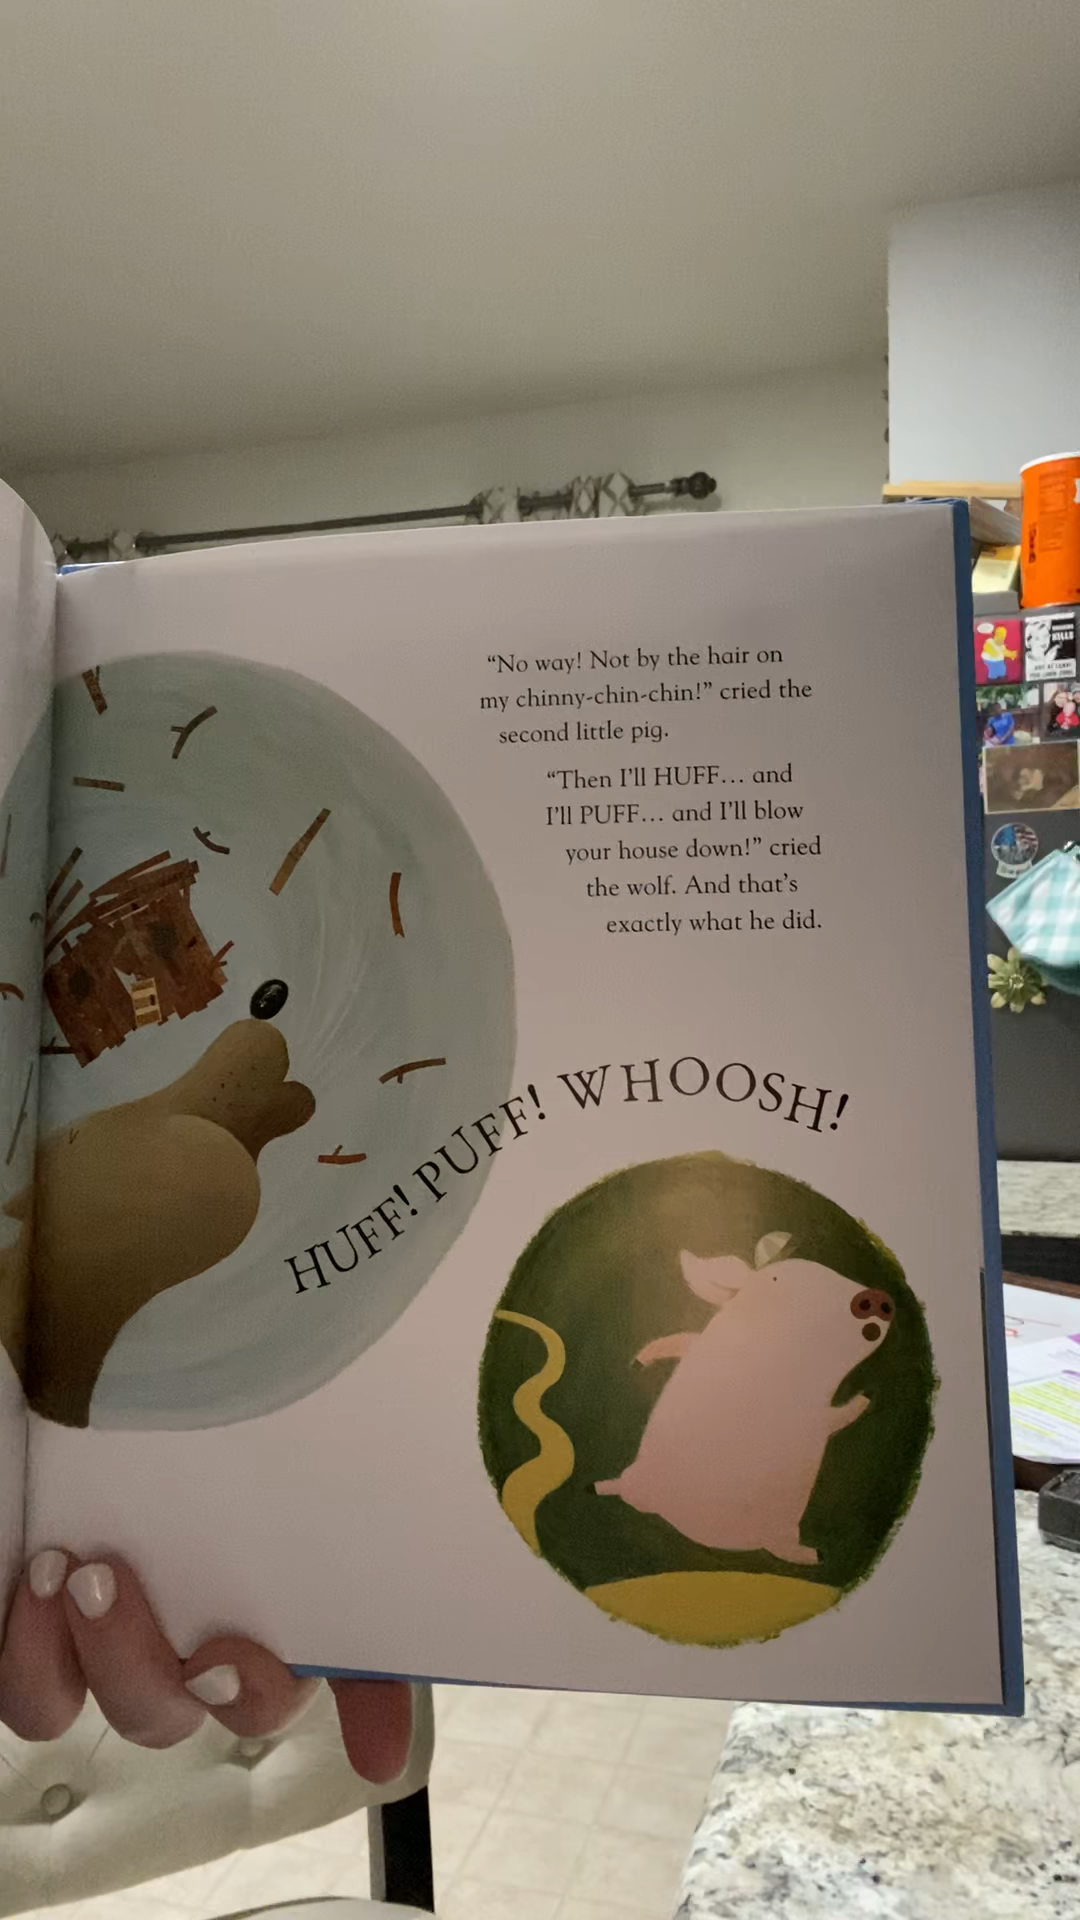 “No way! Not by the hair on
my chinny-chin-chin!” cried the
second little pig.
“Then I’ll HUFF... and
I’ll PUFF... and I’ll blow
your house down!” cried
the wolf. And that’s
exactly what he did.
HUFF! PUFF! WHOOSH!